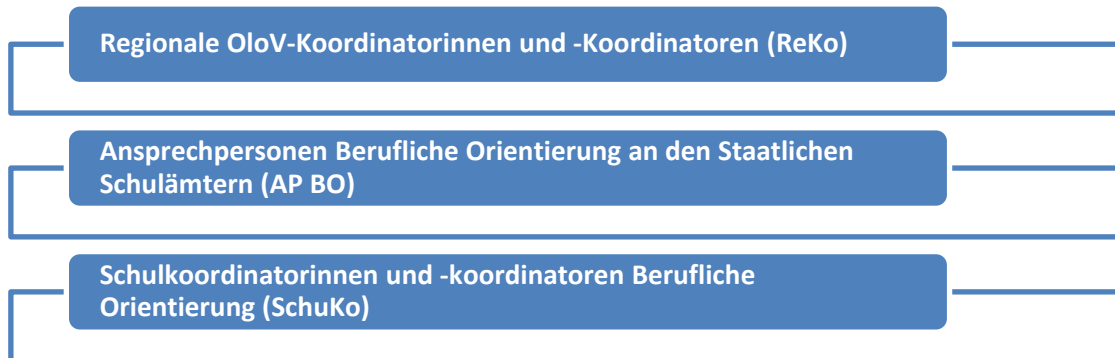 Regionale OloV-Koordinatorinnen und -Koordinatoren (ReKo)
Ansprechpersonen Berufliche Orientierung an den Staatlichen
Schulämtern (AP BO)
Schulkoordinatorinnen und -koordinatoren Berufliche
Orientierung (SchuKo)